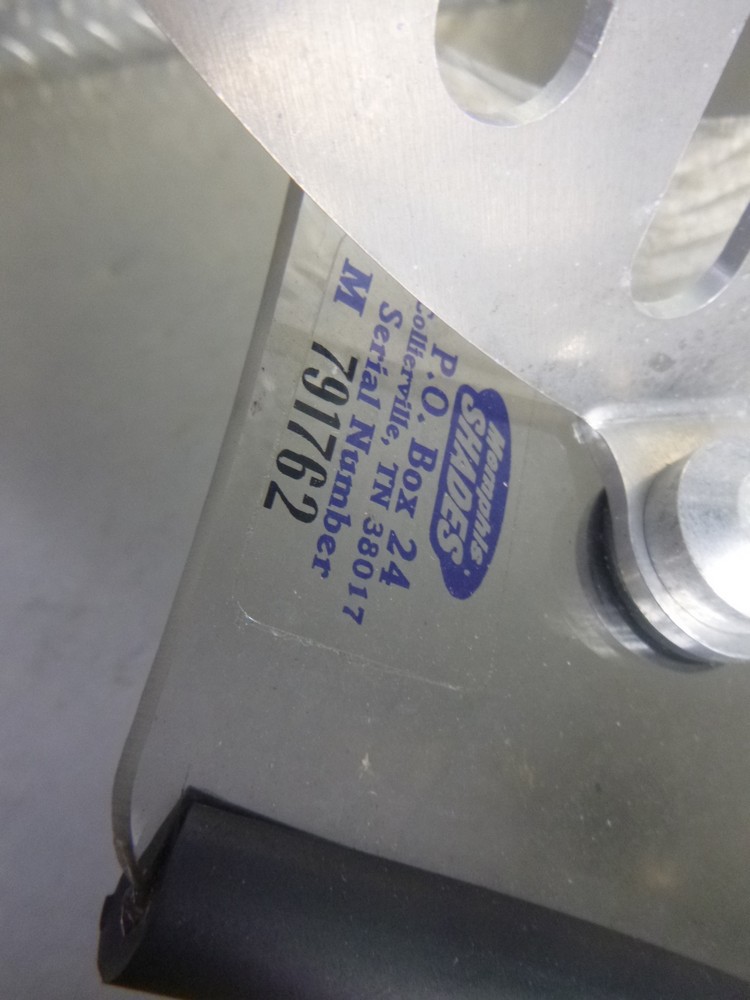 Memphis
SHADES
P.O. Box 24
Collierville, TN 38017
Serial Number
M 791762